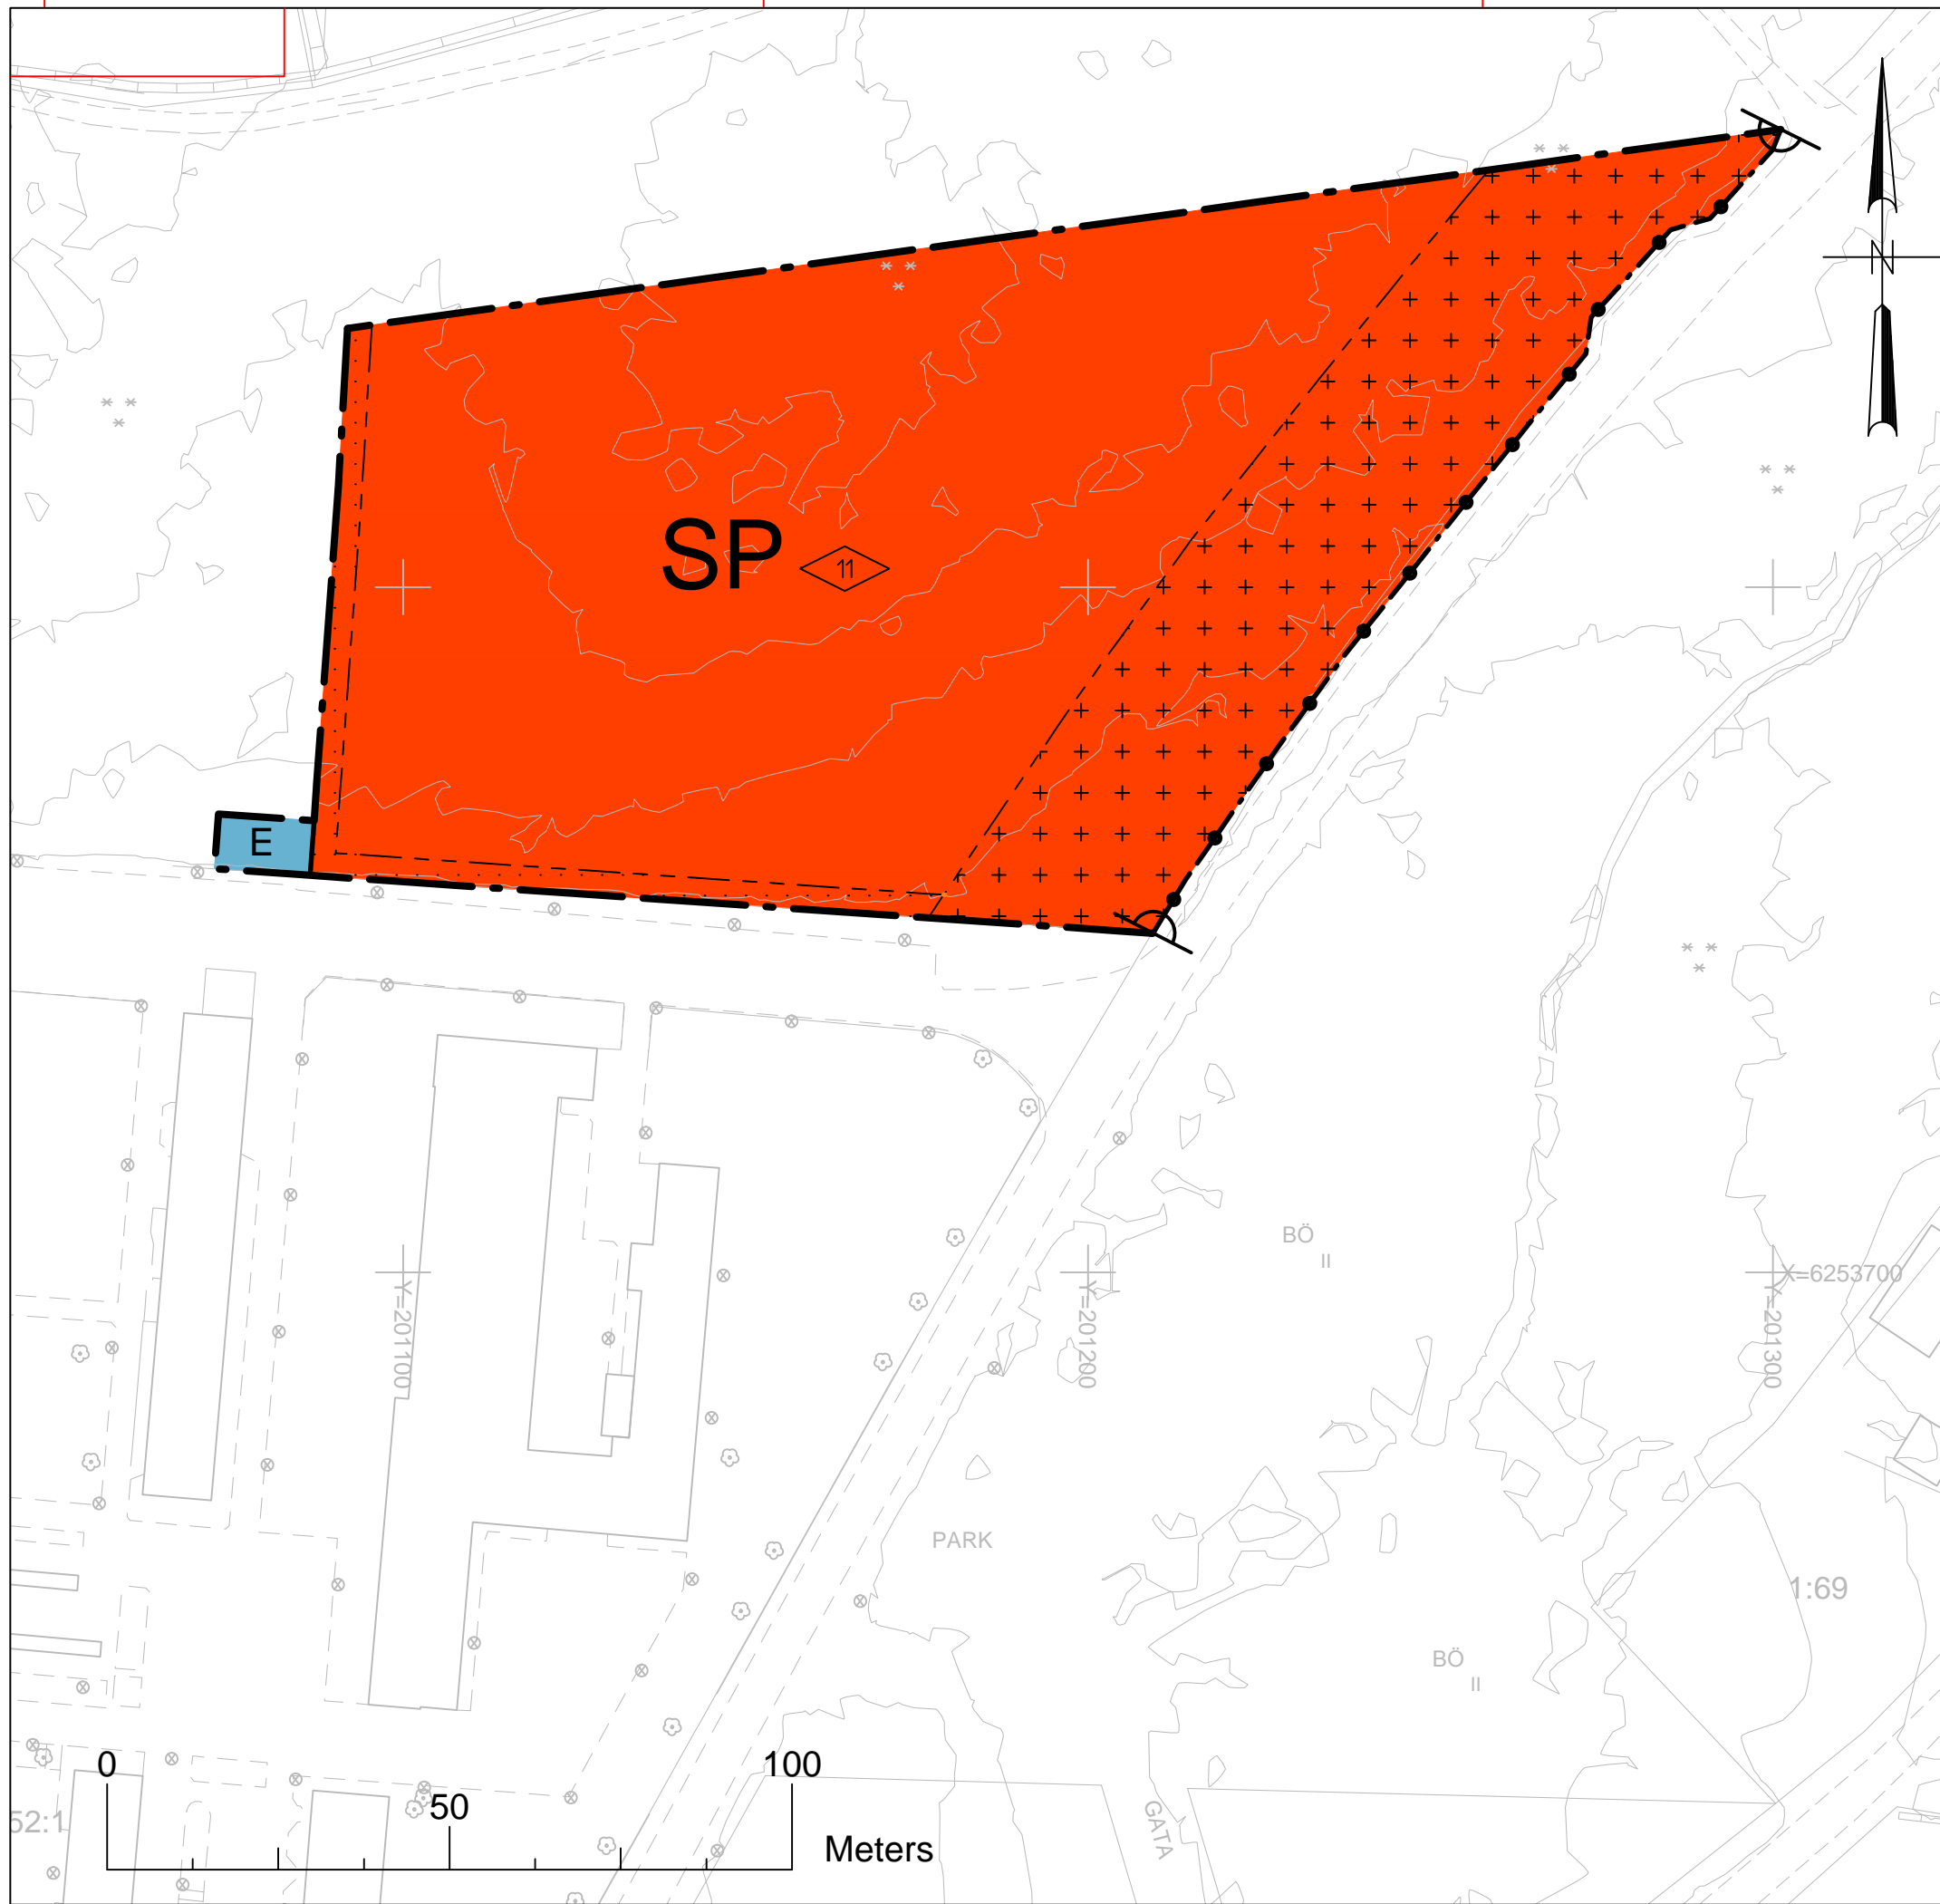 N
SP
11
E
BÖ
II
X=6253700
Y=201100
Y=201200
Y=201300
PARK
1:69
BÖ
II
0
100
50
52:1
GATA
Meters